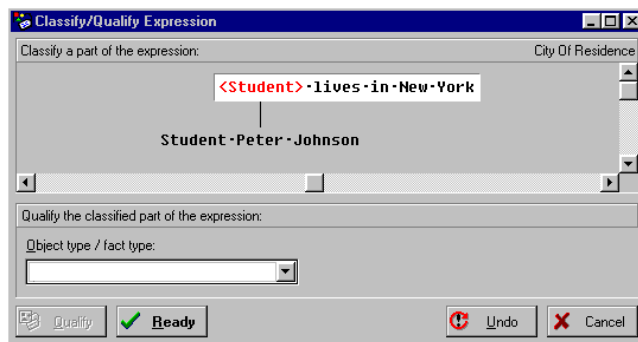 Classify/Qualify Expression
Classify a part of the expression: City Of Residence
<Student>·lives·in·New·York
Student·Peter·Johnson
Qualify the classified part of the expression:
Object type / fact type:
Qualify Ready Undo Cancel